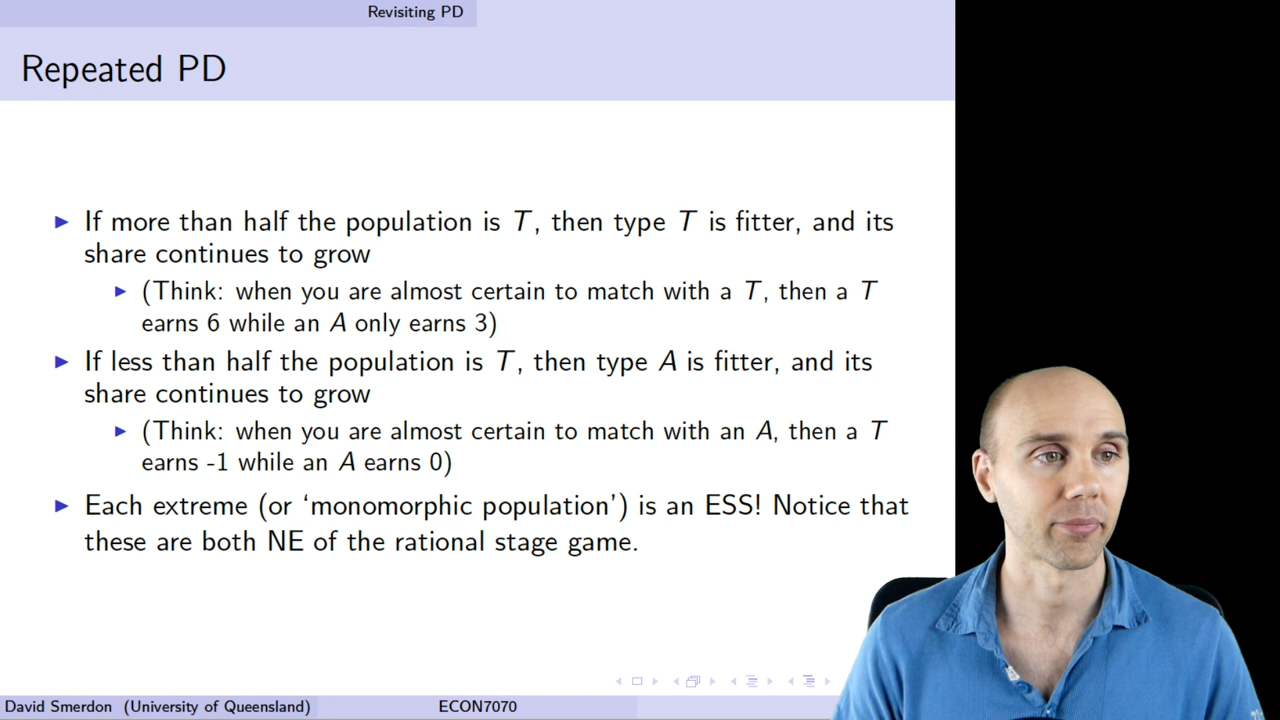 Revisiting PD
Repeated PD
If more than half the population is T, then type T is fitter, and its
share continues to grow
(Think: when you are almost certain to match with a T, then a T
earns 6 while an A only earns 3)
If less than half the population is T, then type A is fitter, and its
share continues to grow
(Think: when you are almost certain to match with an A, then a T
earns -1 while an A earns 0)
Each extreme (or ‘monomorphic population’) is an ESS! Notice that
these are both NE of the rational stage game.
David Smerdon (University of Queensland) ECON7070